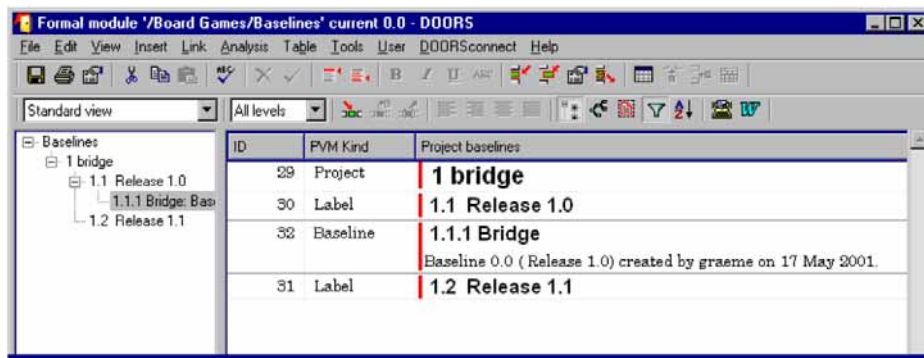 Formal module '/Board Games/Baselines' current 0.0 - DOORS
File Edit View Insert Link Analysis Table Tools User DOORSconnect Help
Standard view All levels
Baselines
1 bridge
1.1 Release 1.0
1.1.1 Bridge: Bas
1.2 Release 1.1
ID PVM Kind Project baselines
29 Project 1 bridge
30 Label 1.1 Release 1.0
32 Baseline 1.1.1 Bridge
Baseline 0.0 ( Release 1.0) created by graeme on 17 May 2001.
31 Label 1.2 Release 1.1